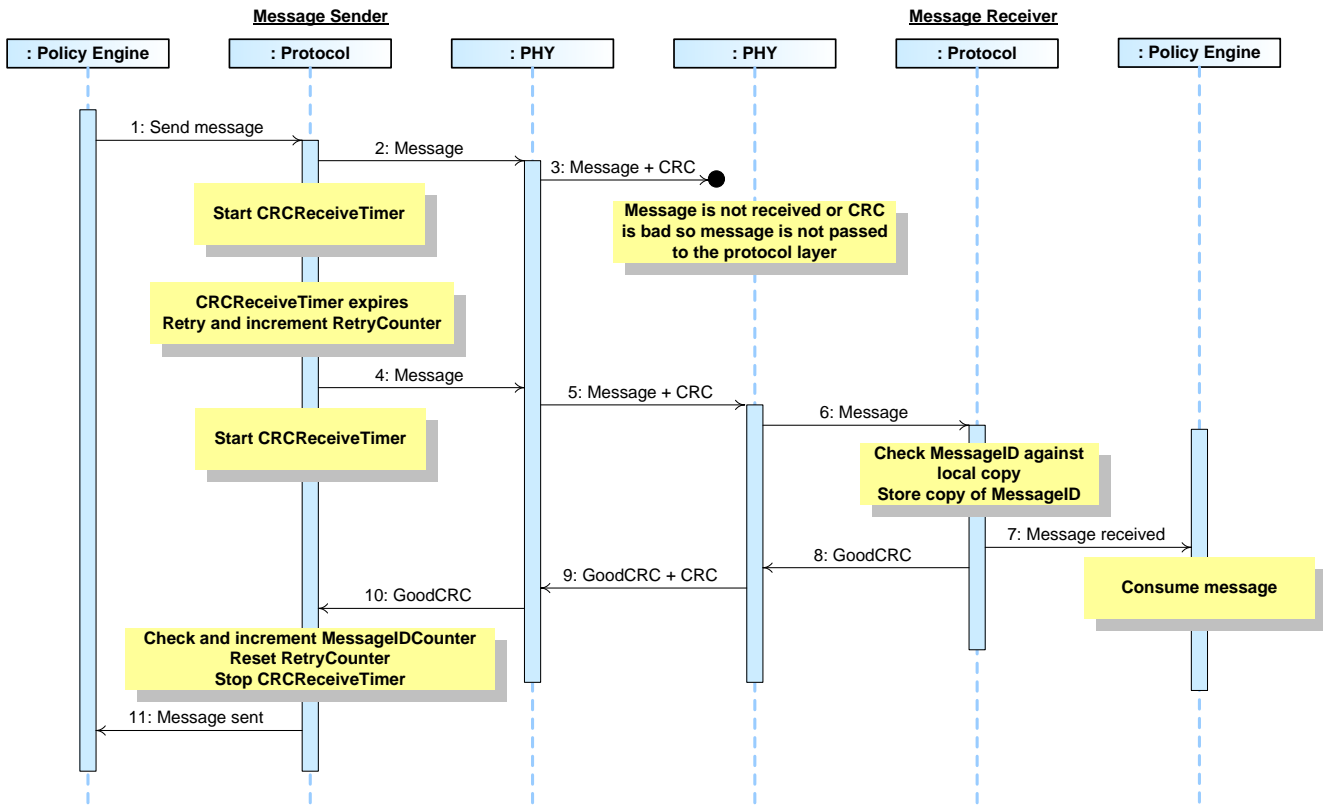 Message Sender
Message Receiver
: Policy Engine
: Protocol
: PHY
: PHY
: Protocol
: Policy Engine
1: Send message
2: Message
3: Message + CRC
Start CRCReceiveTimer
Message is not received or CRC
is bad so message is not passed
to the protocol layer
CRCReceiveTimer expires
Retry and increment RetryCounter
4: Message
5: Message + CRC
6: Message
Start CRCReceiveTimer
Check MessageID against
local copy
Store copy of MessageID
7: Message received
8: GoodCRC
9: GoodCRC + CRC
Consume message
10: GoodCRC
Check and increment MessageIDCounter
Reset RetryCounter
Stop CRCReceiveTimer
11: Message sent